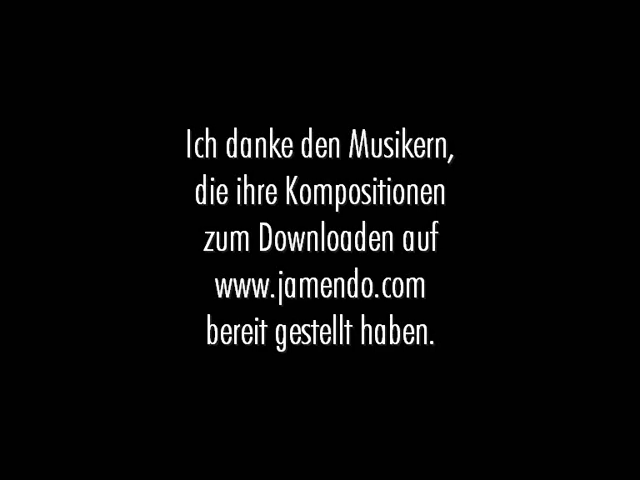 Ich danke den Musikern,
die ihre Kompositionen
zum Downloaden auf
www.jamendo.com
bereit gestellt haben.